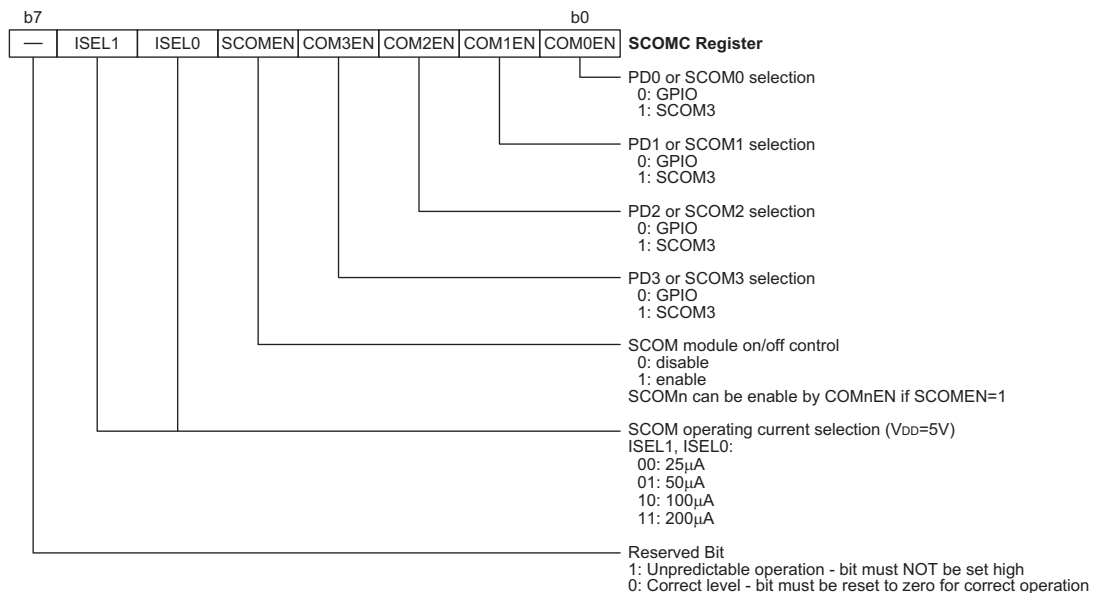 b7 b0
— ISEL1 ISEL0 SCOMEN COM3EN COM2EN COM1EN COM0EN SCOMC Register
PD0 or SCOM0 selection
0: GPIO
1: SCOM3
PD1 or SCOM1 selection
0: GPIO
1: SCOM3
PD2 or SCOM2 selection
0: GPIO
1: SCOM3
PD3 or SCOM3 selection
0: GPIO
1: SCOM3
SCOM module on/off control
0: disable
1: enable
SCOMn can be enable by COMnEN if SCOMEN=1
SCOM operating current selection (VDD=5V)
ISEL1, ISEL0:
00: 25μA
01: 50μA
10: 100μA
11: 200μA
Reserved Bit
1: Unpredictable operation - bit must NOT be set high
0: Correct level - bit must be reset to zero for correct operation